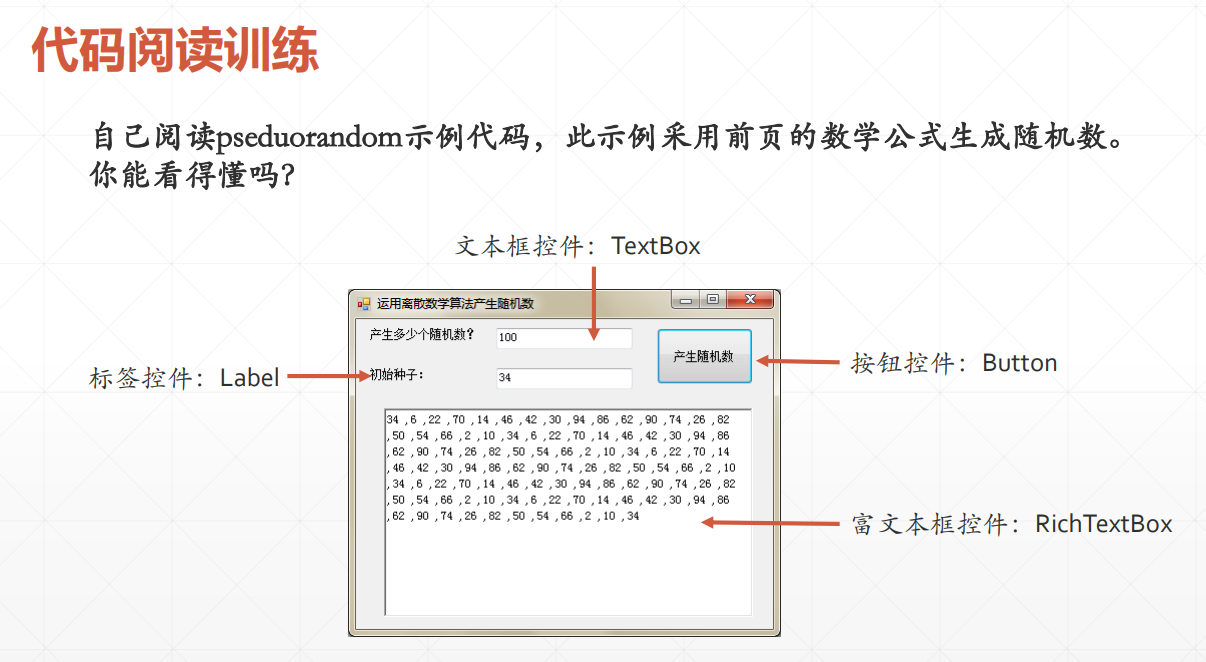 代码阅读训练
自己阅读pseduorandom示例代码，此示例采用前页的数学公式生成随机数。
你能看得懂吗？
文本框控件：TextBox
运用离散数学算法产生随机数
产生多少个随机数？ 100
产生随机数
按钮控件：Button
标签控件：Label
初始种子： 34
34 ,6 ,22 ,70 ,14 ,46 ,42 ,30 ,94 ,86 ,62 ,90 ,74 ,26 ,82
,50 ,54 ,66 ,2 ,10 ,34 ,6 ,22 ,70 ,14 ,46 ,42 ,30 ,94 ,86
,62 ,90 ,74 ,26 ,82 ,50 ,54 ,66 ,2 ,10 ,34 ,6 ,22 ,70 ,14
,46 ,42 ,30 ,94 ,86 ,62 ,90 ,74 ,26 ,82 ,50 ,54 ,66 ,2 ,10
,34 ,6 ,22 ,70 ,14 ,46 ,42 ,30 ,94 ,86 ,62 ,90 ,74 ,26 ,82
,50 ,54 ,66 ,2 ,10 ,34 ,6 ,22 ,70 ,14 ,46 ,42 ,30 ,94 ,86
,62 ,90 ,74 ,26 ,82 ,50 ,54 ,66 ,2 ,10 ,34
富文本框控件：RichTextBox